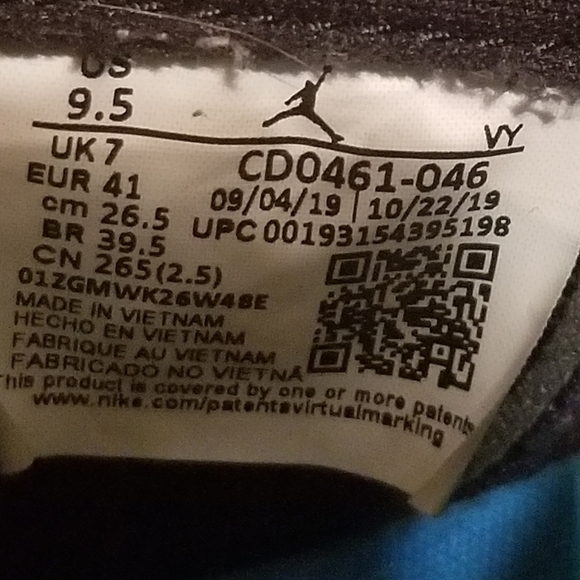 US
9.5
VY
UK 7
CD0461-046
EUR 41
09/04/19 | 10/22/19
cm 26.5
UPC 00193154395198
BR 39.5
CN 265(2.5)
01ZGMWK26W48E
MADE IN VIETNAM
HECHO EN VIETNAM
FABRIQUE AU VIETNAM
FABRICADO NO VIETNA
his product is covered by one or more patents
www.nike.com/patentsvirtualmarking